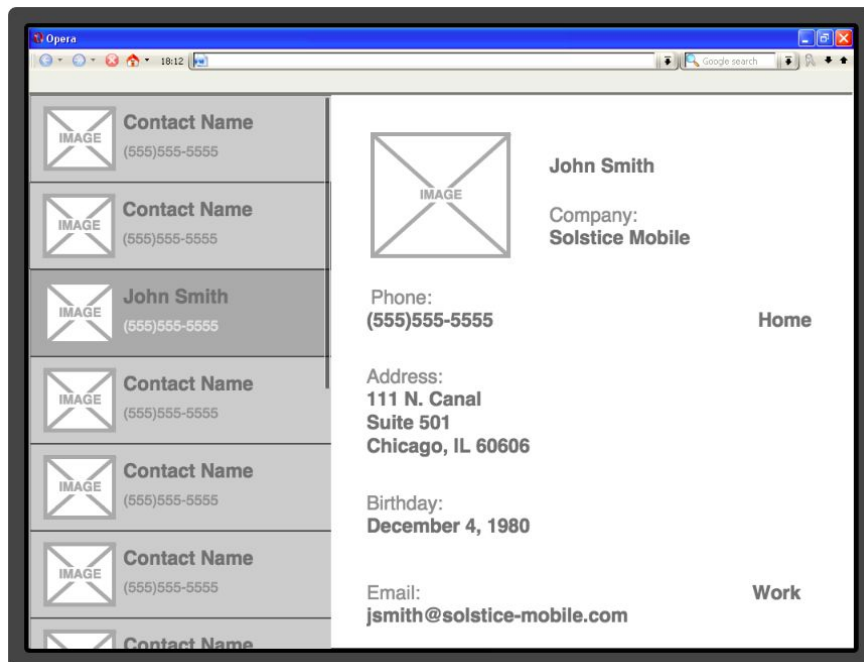 Opera
18:12
Google search
IMAGE
Contact Name
(555)555-5555
IMAGE
Contact Name
(555)555-5555
IMAGE
John Smith
(555)555-5555
IMAGE
Contact Name
(555)555-5555
IMAGE
Contact Name
(555)555-5555
IMAGE
Contact Name
(555)555-5555
Contact Name
IMAGE
John Smith
Company:
Solstice Mobile
Phone:
(555)555-5555
Home
Address:
111 N. Canal
Suite 501
Chicago, IL 60606
Birthday:
December 4, 1980
Email:
Work
jsmith@solstice-mobile.com